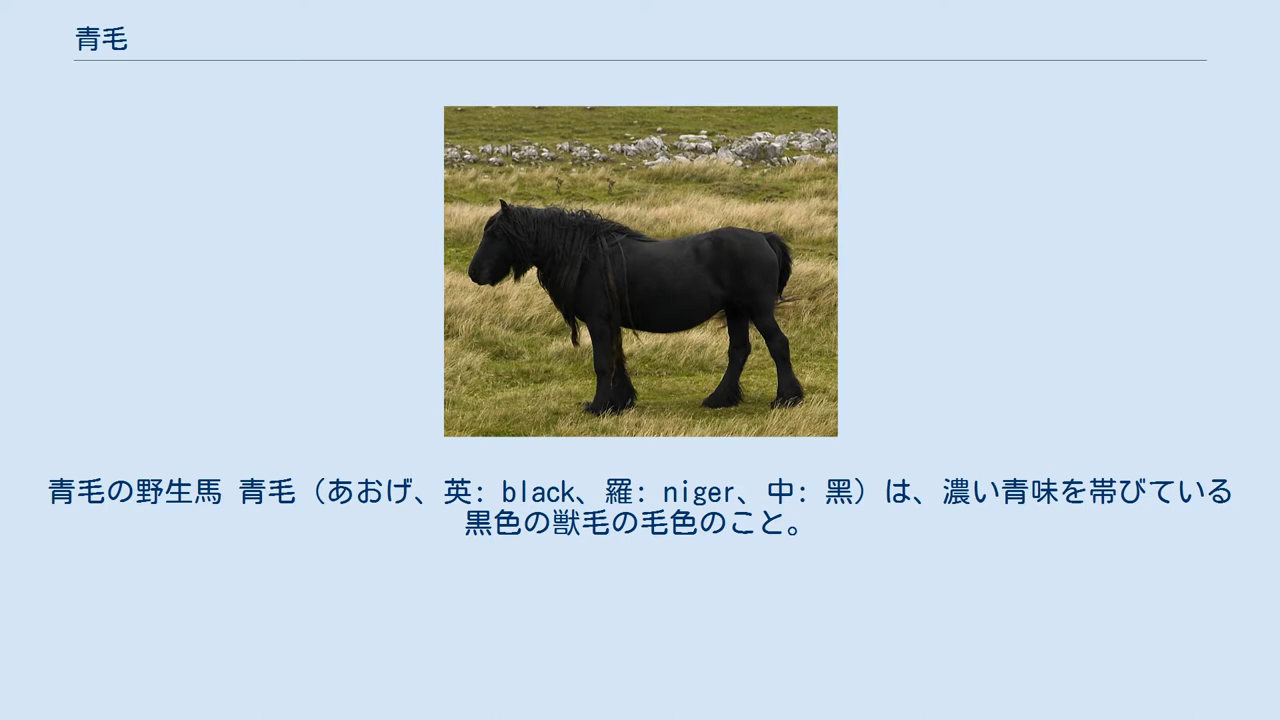 青毛
青毛の野生馬 青毛（あおげ、英: black、羅: niger、中: 黑）は、濃い青味を帯びている
黒色の獣毛の毛色のこと。